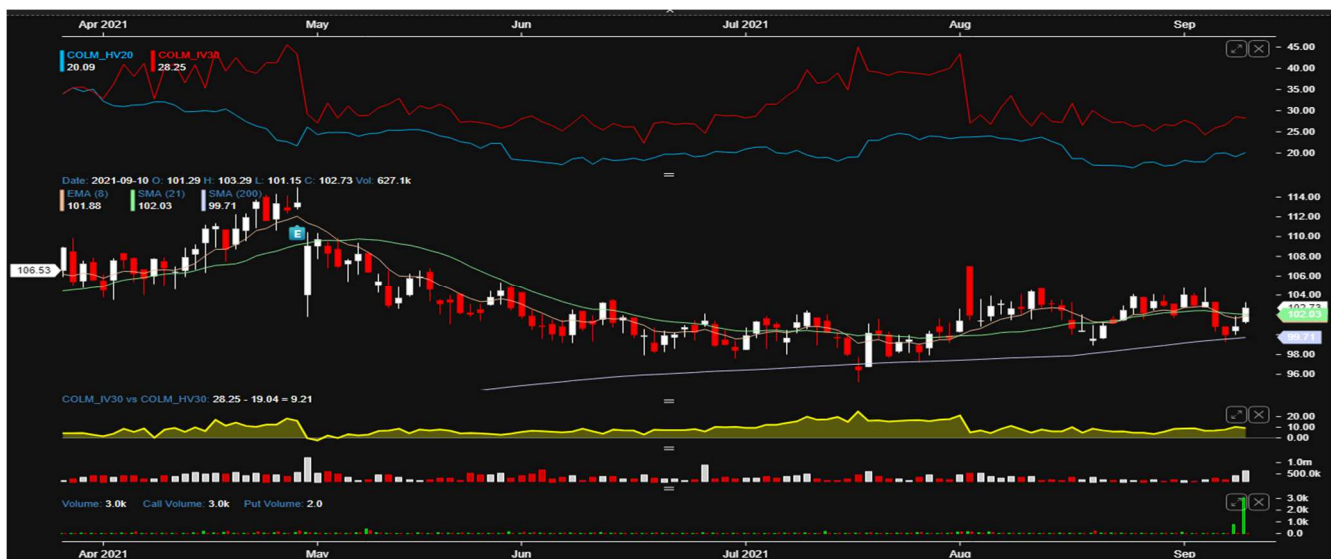 Apr 2021 May Jun Jul 2021 Aug Sep
COLM_HV20 COLM_IV30
20.09 28.25
45.00
40.00
35.00
30.00
25.00
20.00
Date: 2021-09-10 O: 101.29 H: 103.29 L: 101.15 C: 102.73 Vol: 627.1k
EMA (8) SMA (21) SMA (200)
101.88 102.03 99.71
E
106.53
114.00
112.00
110.00
108.00
106.00
104.00
102.73
102.03
99.71
98.00
96.00
COLM_IV30 vs COLM_HV30: 28.25 - 19.04 = 9.21
20.00
10.00
0.00
1.0m
500.0k
Volume: 3.0k Call Volume: 3.0k Put Volume: 2.0
3.0k
2.0k
1.0k
0.0
Apr 2021 May Jun Jul 2021 Aug Sep